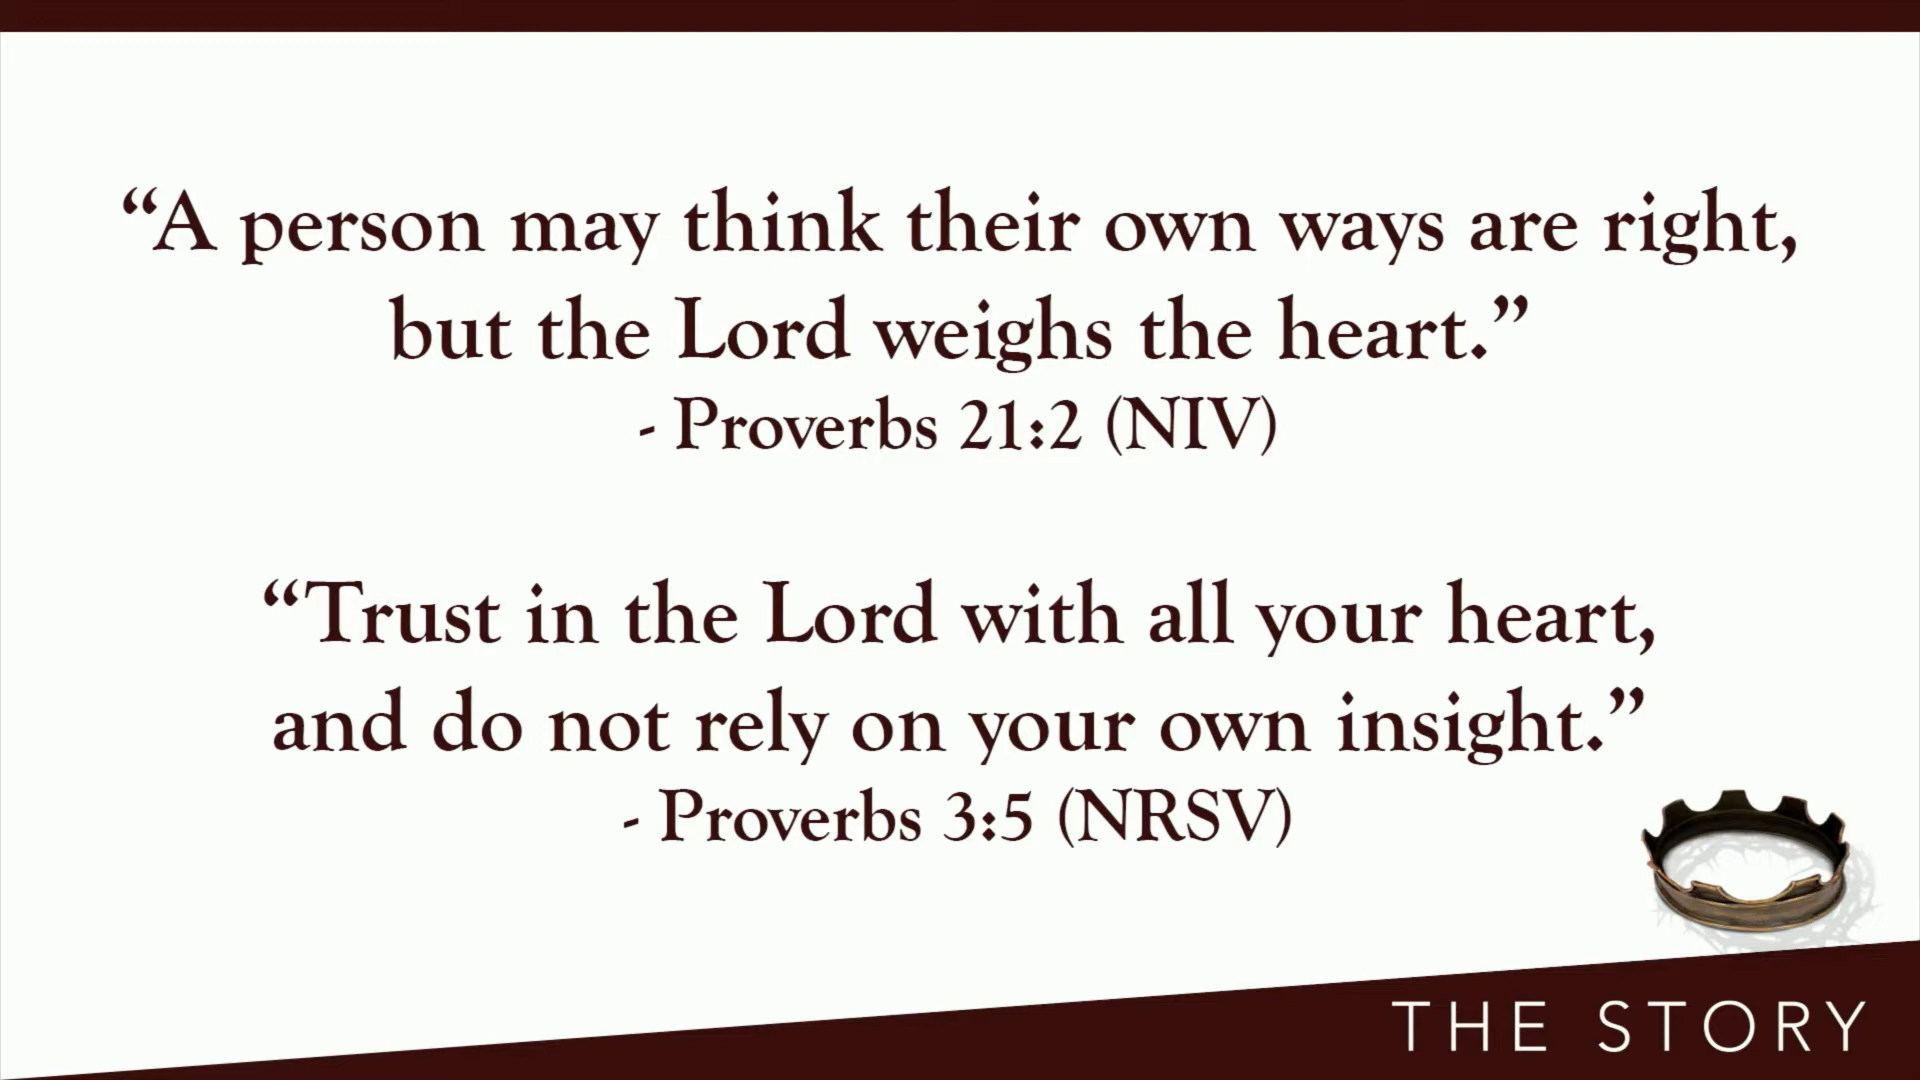 “A person may think their own ways are right,
but the Lord weighs the heart.”
- Proverbs 21:2 (NIV)
“Trust in the Lord with all your heart,
and do not rely on your own insight.”
- Proverbs 3:5 (NRSV)
THE STORY